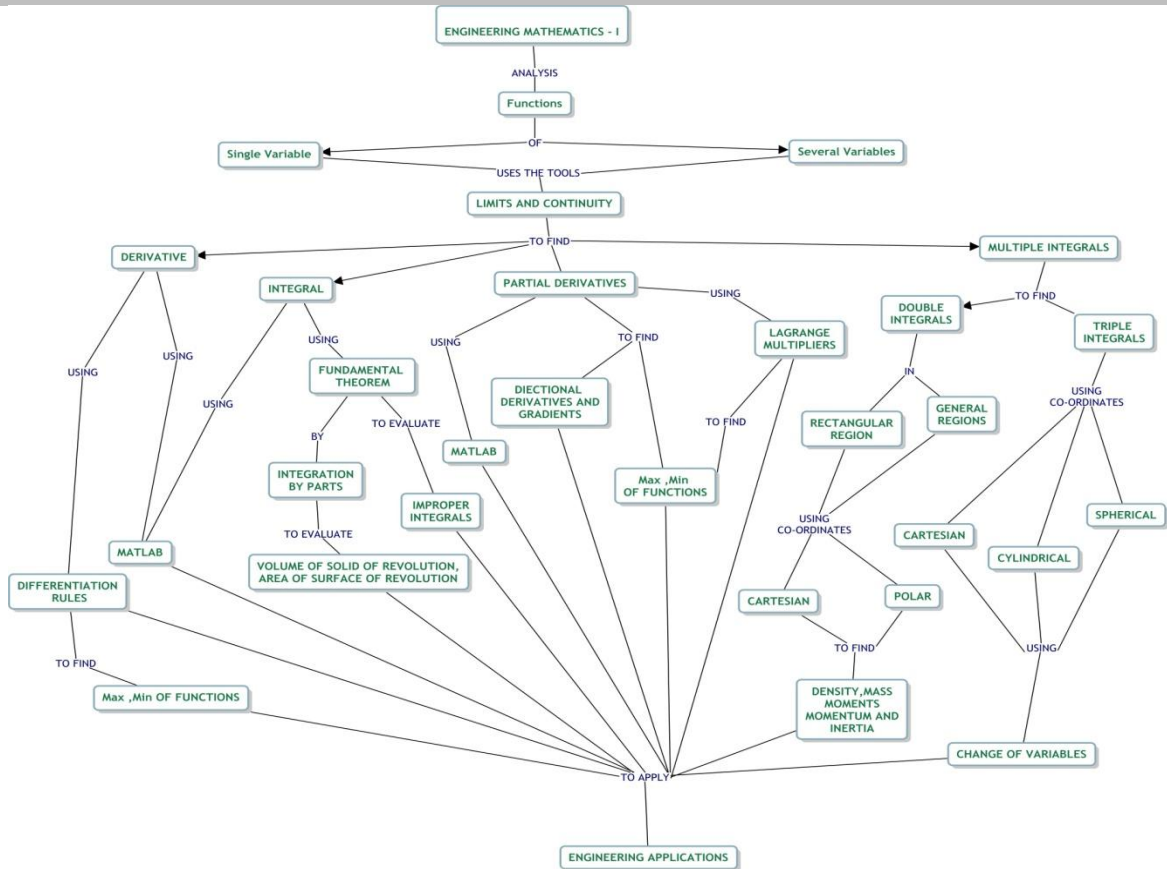 ENGINEERING MATHEMATICS - I
ANALYSIS
Functions
OF
Single Variable
Several Variables
USES THE TOOLS
LIMITS AND CONTINUITY
TO FIND
DERIVATIVE
MULTIPLE INTEGRALS
INTEGRAL
PARTIAL DERIVATIVES
USING
TO FIND
DOUBLE
INTEGRALS
TRIPLE
INTEGRALS
LAGRANGE
MULTIPLIERS
USING
USING
TO FIND
USING
USING
FUNDAMENTAL
THEOREM
IN
USING
DIECTIONAL
DERIVATIVES AND
GRADIENTS
USING
CO-ORDINATES
USING
TO EVALUATE
TO FIND
RECTANGULAR
REGION
GENERAL
REGIONS
BY
MATLAB
INTEGRATION
BY PARTS
Max ,Min
OF FUNCTIONS
IMPROPER
INTEGRALS
SPHERICAL
USING
CO-ORDINATES
TO EVALUATE
CARTESIAN
MATLAB
CYLINDRICAL
VOLUME OF SOLID OF REVOLUTION,
AREA OF SURFACE OF REVOLUTION
DIFFERENTIATION
RULES
CARTESIAN
POLAR
TO FIND
USING
TO FIND
Max ,Min OF FUNCTIONS
DENSITY,MASS
MOMENTS
MOMENTUM AND
INERTIA
CHANGE OF VARIABLES
TO APPLY
ENGINEERING APPLICATIONS